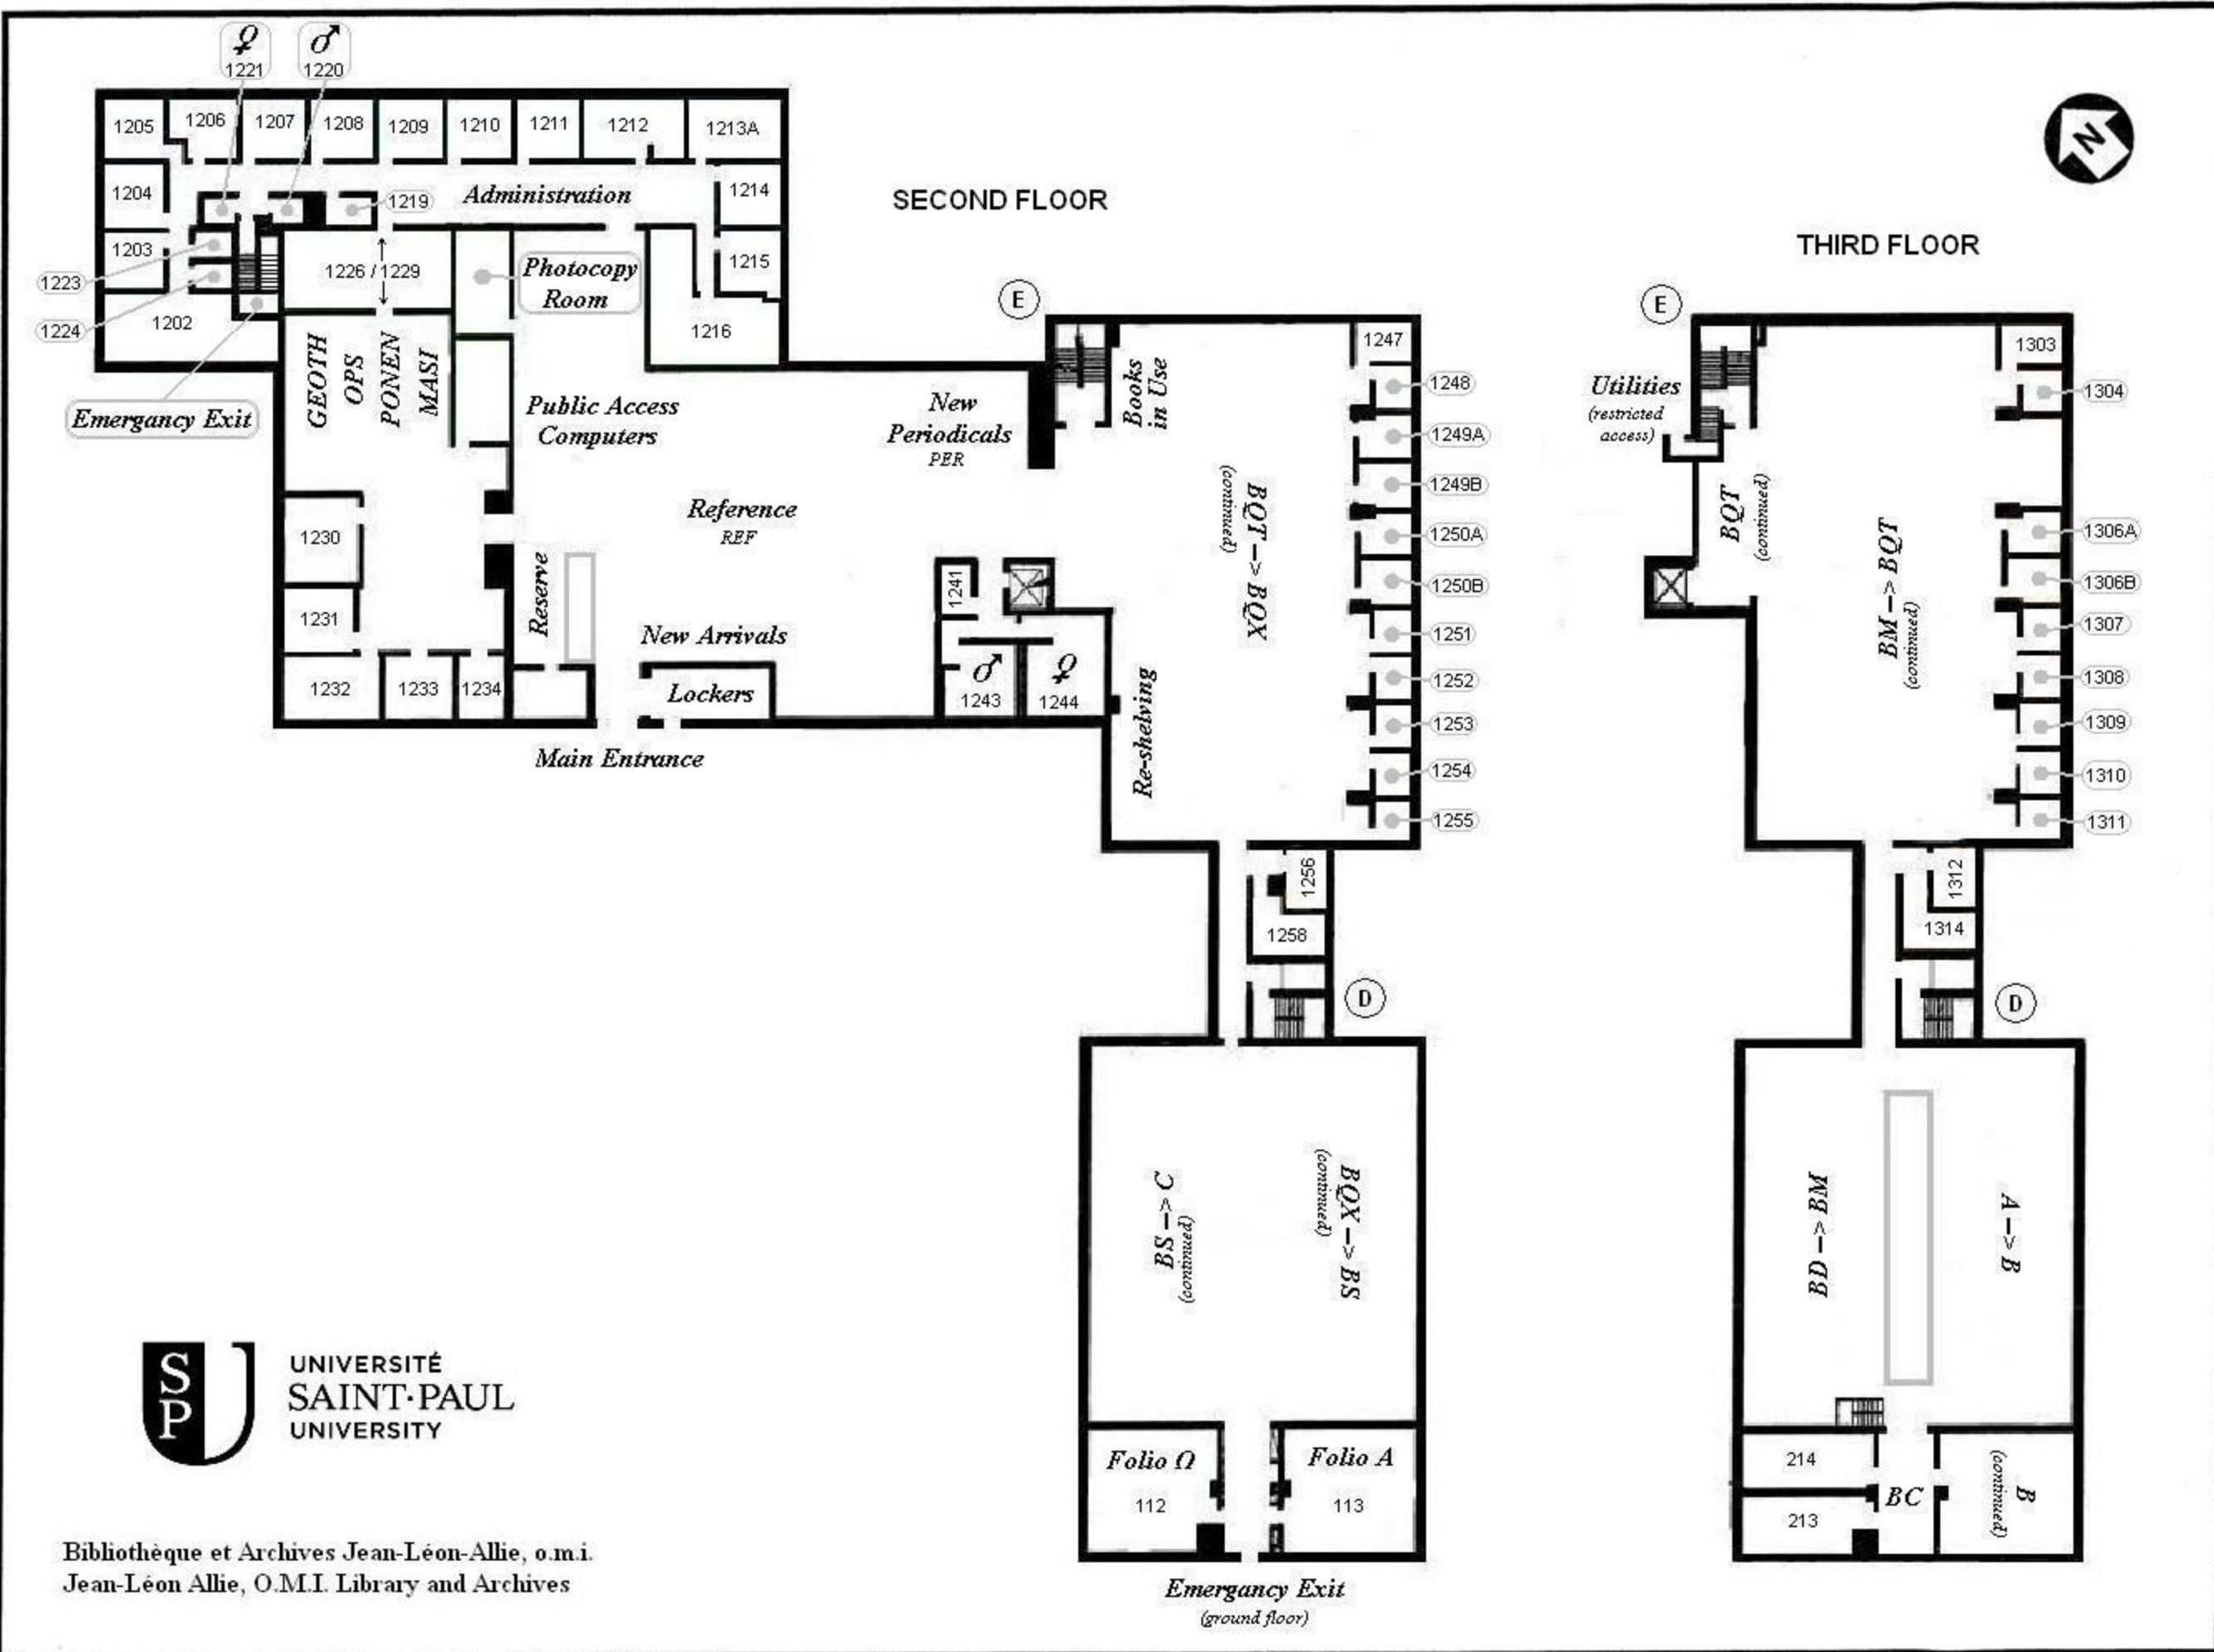 ♀
1221
♂
1220
1205
1206
1207
1208
1209
1210
1211
1212
1213A
1204
1219
Administration
1214
1203
1223
1224
1202
1226 / 1229
Photocopy
Room
1215
1216
Emergancy Exit
GEOTH
OPS
PONEN
MASI
Public Access
Computers
New
Periodicals
PER
Reference
REF
1230
1231
1232
1233
1234
Reserve
New Arrivals
Lockers
Main Entrance
1241
♂
1243
♀
1244
SECOND FLOOR
E
Books
in Use
BQT --> BQX
(continued)
Re-shelving
1247
1248
1249A
1249B
1250A
1250B
1251
1252
1253
1254
1255
1256
1258
D
BS --> C
(continued)
BQX --> BS
(continued)
Folio Ω
112
Folio A
113
Emergancy Exit
(ground floor)
N
THIRD FLOOR
E
Utilities
(restricted
access)
BQT
(continued)
BM --> BQT
(continued)
1303
1304
1306A
1306B
1307
1308
1309
1310
1311
1312
1314
D
BD --> BM
A --> B
214
213
BC
B
(continued)
SP
UNIVERSITÉ
SAINT·PAUL
UNIVERSITY
Bibliothèque et Archives Jean-Léon-Allie, o.m.i.
Jean-Léon Allie, O.M.I. Library and Archives